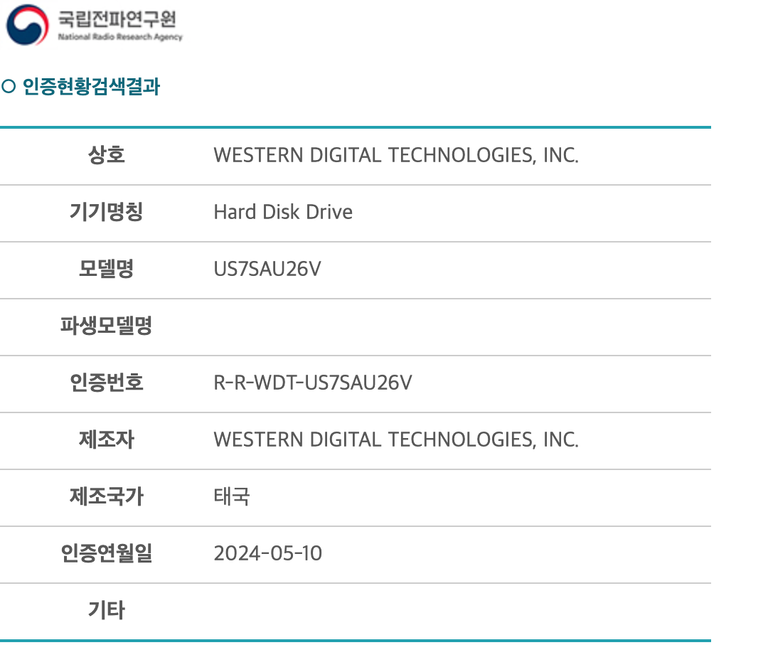 국립전파연구원
National Radio Research Agency
인증현황검색결과
상호 WESTERN DIGITAL TECHNOLOGIES, INC.
기기명칭 Hard Disk Drive
모델명 US7SAU26V
파생모델명
인증번호 R-R-WDT-US7SAU26V
제조자 WESTERN DIGITAL TECHNOLOGIES, INC.
제조국가 태국
인증연월일 2024-05-10
기타